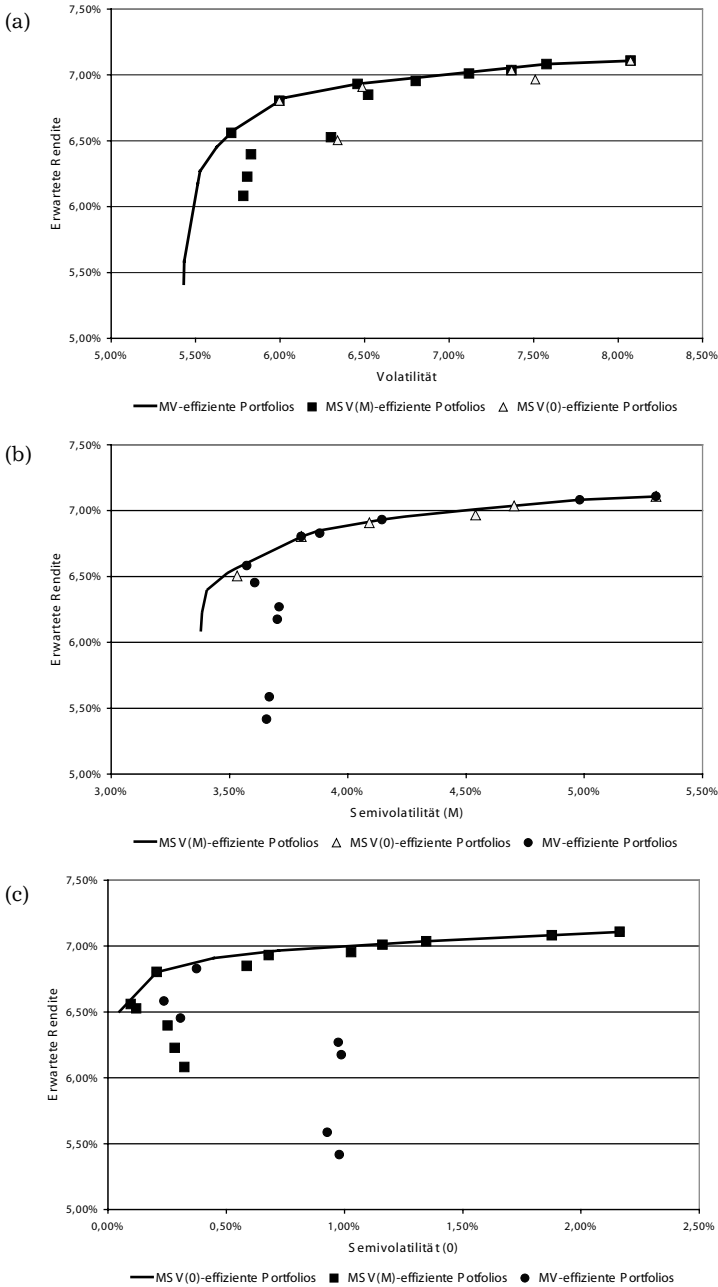 (a)
7,50%
7,00%
6,50%
6,00%
5,50%
5,00%
Erwartete Rendite
5,00% 5,50% 6,00% 6,50% 7,00% 7,50% 8,00% 8,50%
Volatilität
MV-effiziente Portfolios MSV(M)-effiziente Potfolios MSV(0)-effiziente Portfolios
(b)
7,50%
7,00%
6,50%
6,00%
5,50%
5,00%
Erwartete Rendite
3,00% 3,50% 4,00% 4,50% 5,00% 5,50%
Semivolatilität (M)
MSV(M)-effiziente Potfolios MSV(0)-effiziente Portfolios MV-effiziente Portfolios
(c)
7,50%
7,00%
6,50%
6,00%
5,50%
5,00%
Erwartete Rendite
0,00% 0,50% 1,00% 1,50% 2,00% 2,50%
Semivolatilität (0)
MSV(0)-effiziente Portfolios MSV(M)-effiziente Potfolios MV-effiziente Portfolios